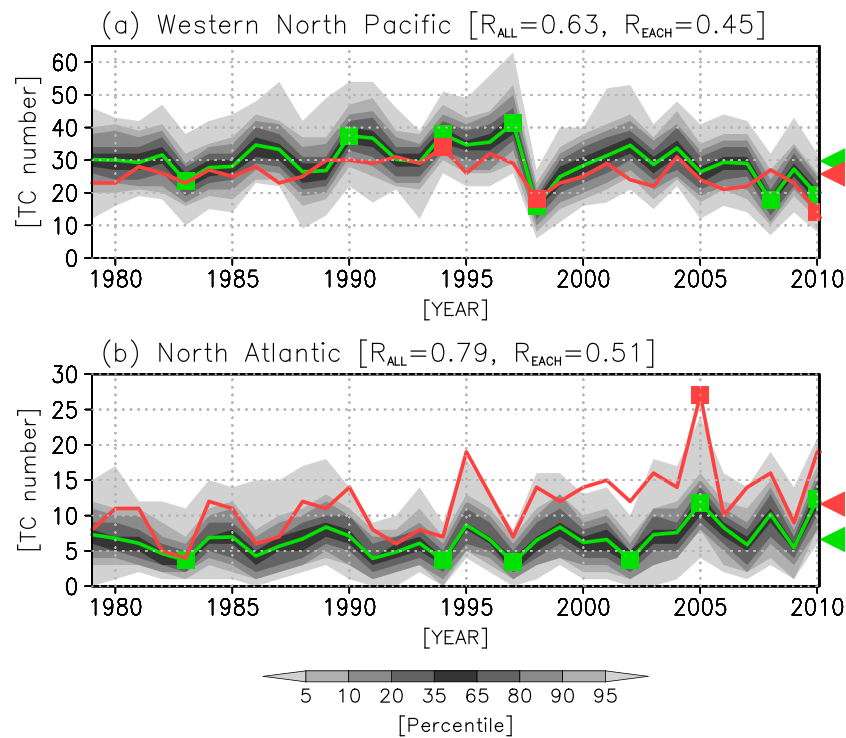 (a) Western North Pacific [RALL=0.63, REACH=0.45]
[TC number]
60
50
40
30
20
10
0
1980 1985 1990 1995 2000 2005 2010
[YEAR]
(b) North Atlantic [RALL=0.79, REACH=0.51]
[TC number]
30
25
20
15
10
5
0
1980 1985 1990 1995 2000 2005 2010
[YEAR]
5 10 20 35 65 80 90 95
[Percentile]